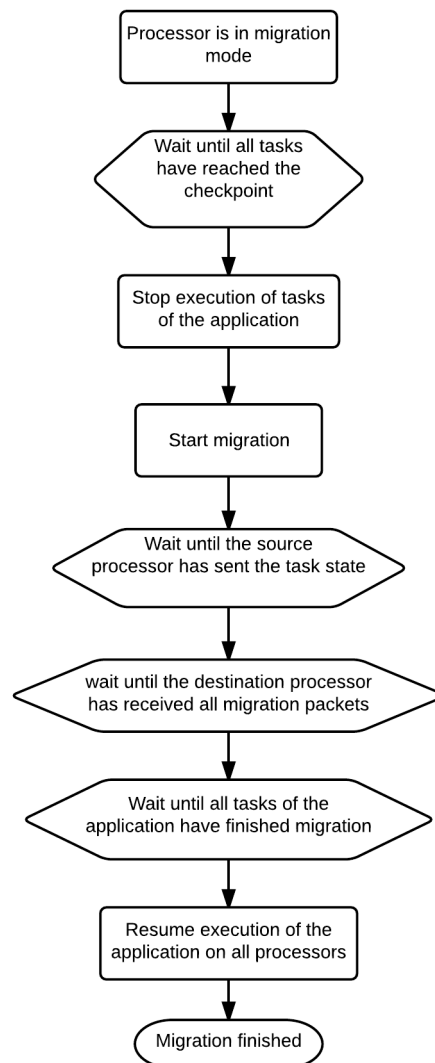 Processor is in migration
mode
Wait until all tasks
have reached the
checkpoint
Stop execution of tasks
of the application
Start migration
Wait until the source
processor has sent the task state
wait until the destination processor
has received all migration packets
Wait until all tasks of the
application have finished migration
Resume execution of the
application on all processors
Migration finished